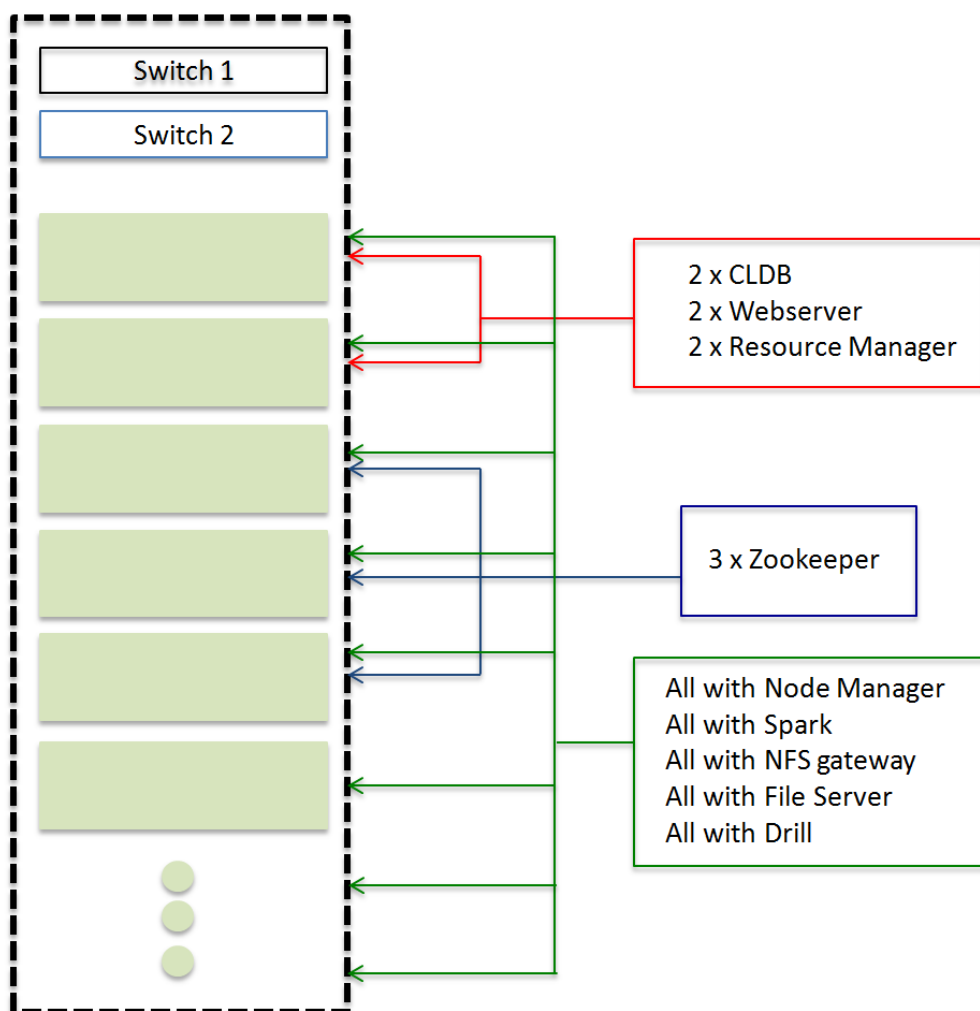 Switch 1
Switch 2
2 x CLDB
2 x Webserver
2 x Resource Manager
3 x Zookeeper
All with Node Manager
All with Spark
All with NFS gateway
All with File Server
All with Drill